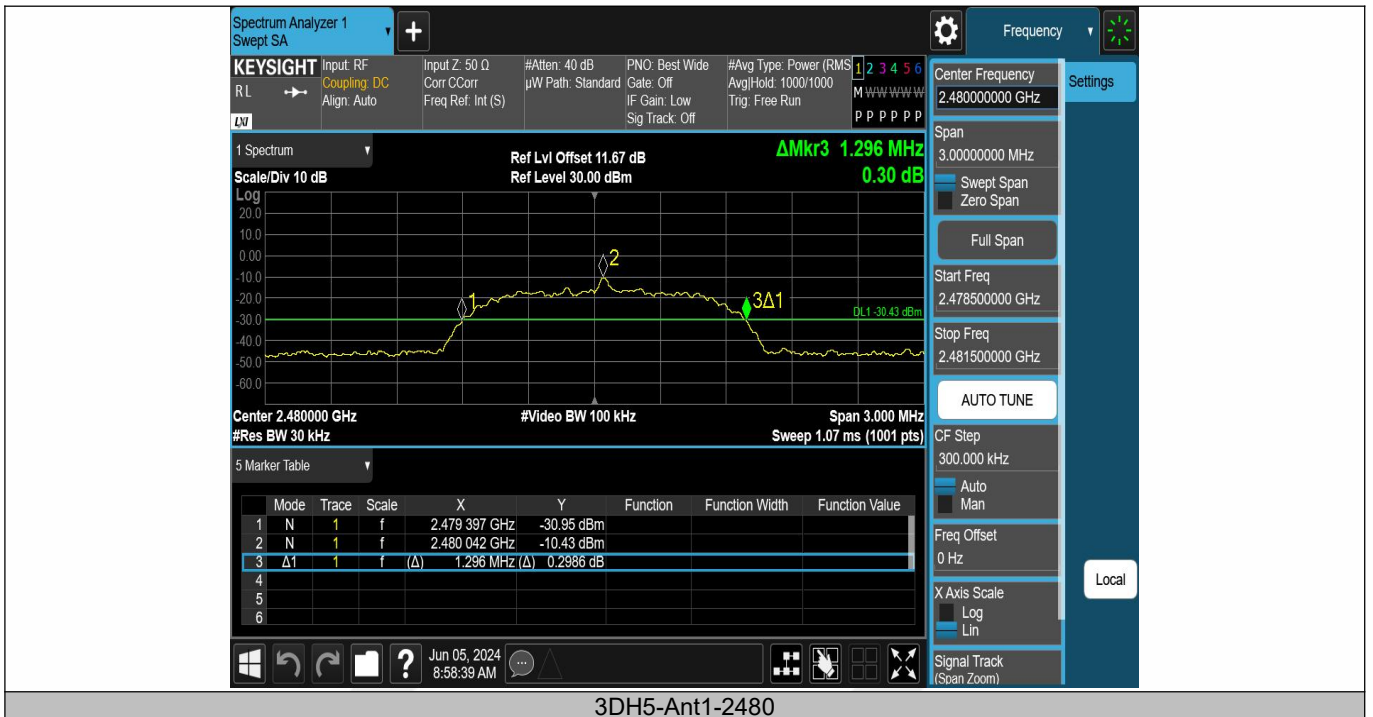 Spectrum Analyzer 1
Swept SA
Frequency
KEYSIGHT
RL
LXI
Input: RF
Coupling: DC
Align: Auto
Input Z: 50 Ω
Corr CCorr
Freq Ref: Int (S)
#Atten: 40 dB
µW Path: Standard
PNO: Best Wide
Gate: Off
IF Gain: Low
Sig Track: Off
#Avg Type: Power (RMS
Avg|Hold: 1000/1000
Trig: Free Run
1 2 3 4 5 6
M W W W W W
P P P P P P
1 Spectrum
Scale/Div 10 dB
Ref Lvl Offset 11.67 dB
Ref Level 30.00 dBm
ΔMkr3 1.296 MHz
0.30 dB
Log
20.0
10.0
0.00
-10.0
-20.0
-30.0
-40.0
-50.0
-60.0
1
2
3Δ1
DL1 -30.43 dBm
Center 2.480000 GHz
#Video BW 100 kHz
Span 3.000 MHz
#Res BW 30 kHz
Sweep 1.07 ms (1001 pts)
5 Marker Table
Mode Trace Scale X Y Function Function Width Function Value
1 N 1 f 2.479 397 GHz -30.95 dBm
2 N 1 f 2.480 042 GHz -10.43 dBm
3 Δ1 1 f (Δ) 1.296 MHz (Δ) 0.2986 dB
4
5
6
?
Jun 05, 2024
8:58:39 AM
Center Frequency
2.480000000 GHz
Settings
Span
3.00000000 MHz
Swept Span
Zero Span
Full Span
Start Freq
2.478500000 GHz
Stop Freq
2.481500000 GHz
AUTO TUNE
CF Step
300.000 kHz
Auto
Man
Freq Offset
0 Hz
Local
X Axis Scale
Log
Lin
Signal Track
(Span Zoom)
3DH5-Ant1-2480